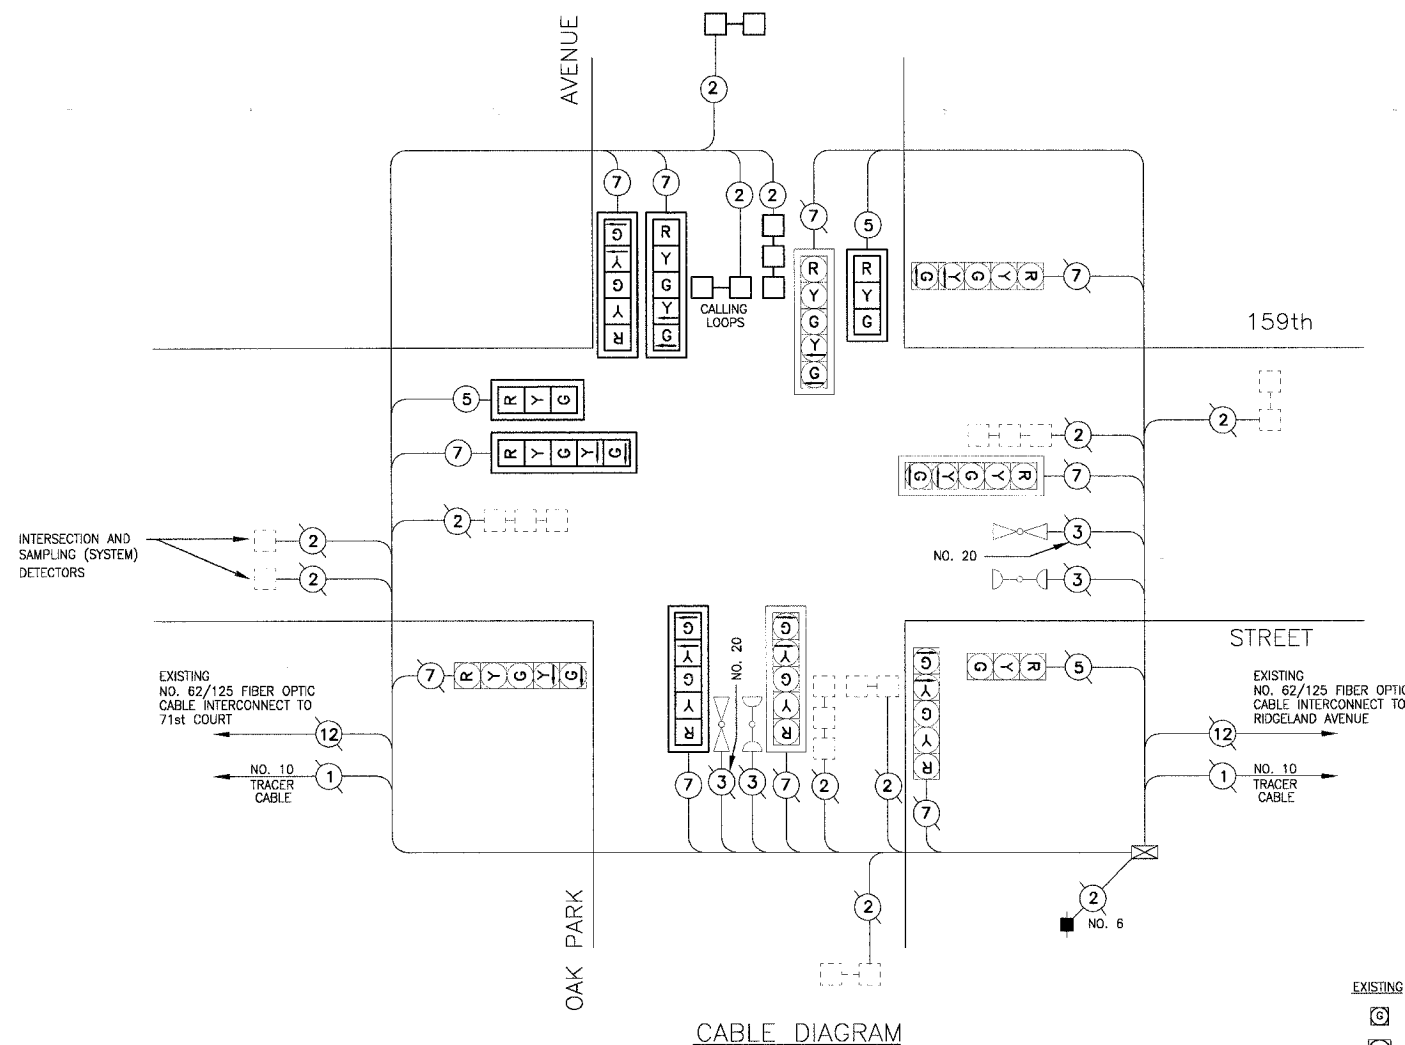 AVENUE
2
7
7
2
2
7
5
R
Y
G
Y
G
R
Y
G
Y
G
CALLING
LOOPS
R
Y
G
Y
G
R
Y
G
R Y G Y G
7
159th
5
R Y G
7
R Y G Y G
2
2
2
R Y G Y G
7
2
INTERSECTION AND
SAMPLING (SYSTEM)
DETECTORS
2
2
3
NO. 20
3
STREET
7
R Y G Y G
R Y G Y G
NO. 20
R Y G Y G
R Y G Y G
R Y G
5
EXISTING
NO. 62/125 FIBER OPTIC
CABLE INTERCONNECT TO
71st COURT
12
EXISTING
NO. 62/125 FIBER OPTIC
CABLE INTERCONNECT TO
RIDGELAND AVENUE
12
NO. 10
TRACER
CABLE
1
7
3
3
7
2
2
7
1
NO. 10
TRACER
CABLE
2
2
NO. 6
OAK PARK
CABLE DIAGRAM
EXISTING
G